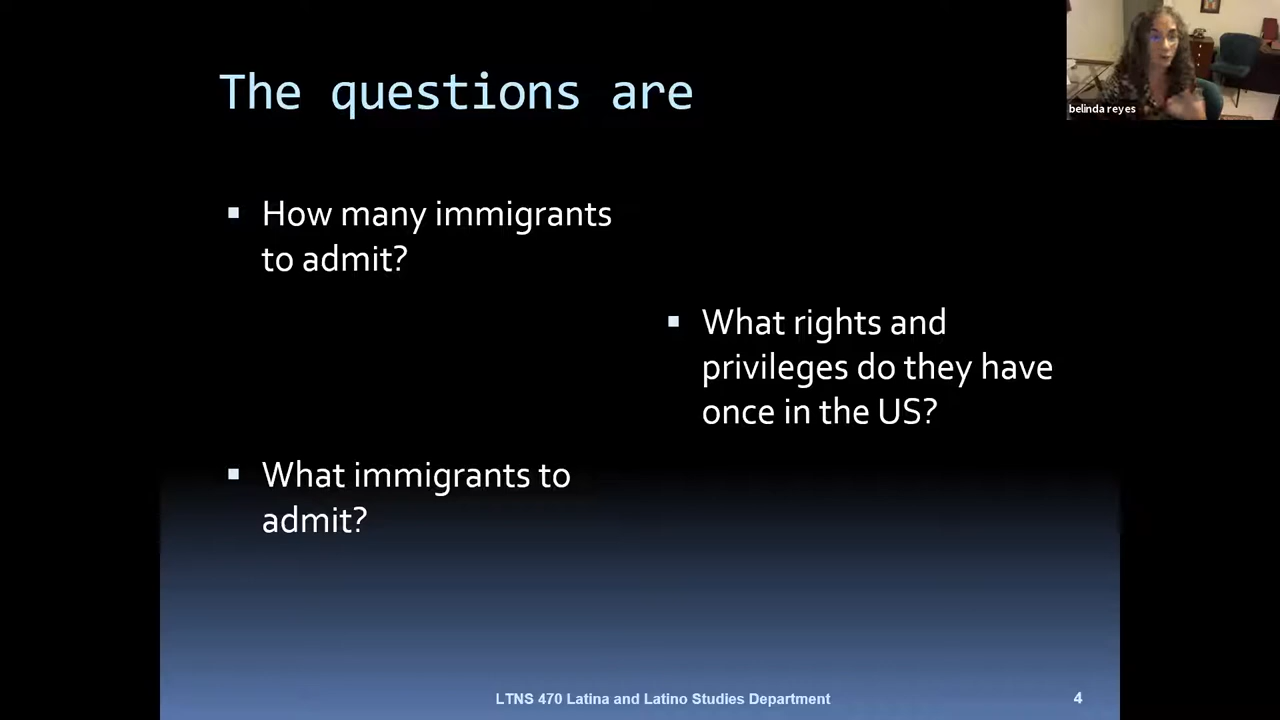 The questions are
belinda reyes
How many immigrants
to admit?
What rights and
privileges do they have
once in the US?
What immigrants to
admit?
LTNS 470 Latina and Latino Studies Department
4